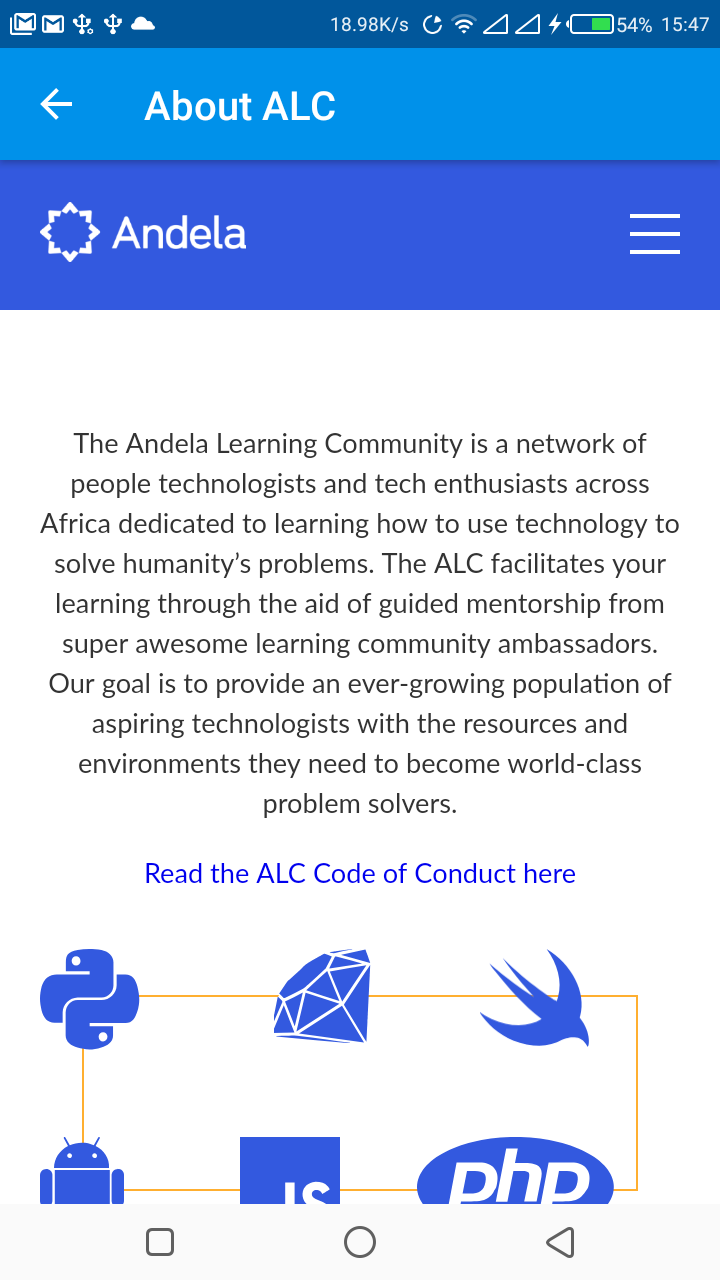 18.98K/s 54% 15:47
About ALC
Andela
The Andela Learning Community is a network of
people technologists and tech enthusiasts across
Africa dedicated to learning how to use technology to
solve humanity’s problems. The ALC facilitates your
learning through the aid of guided mentorship from
super awesome learning community ambassadors.
Our goal is to provide an ever-growing population of
aspiring technologists with the resources and
environments they need to become world-class
problem solvers.
Read the ALC Code of Conduct here
JS php